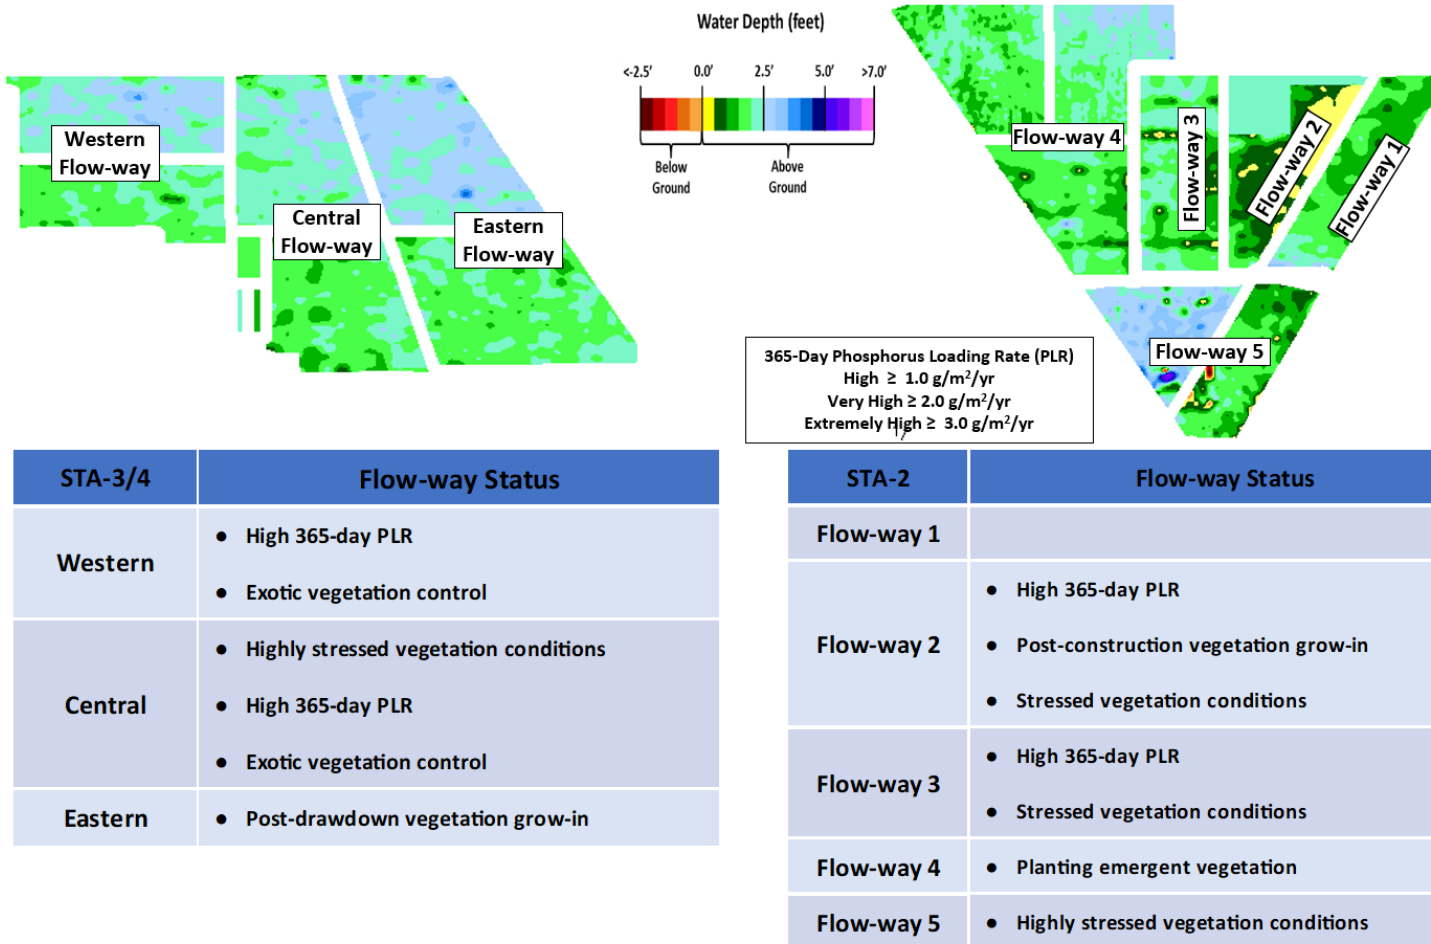 Water Depth (feet)
<-2.5' 0.0' 2.5' 5.0' >7.0'
Below
Ground
Above
Ground
Western
Flow-way
Central
Flow-way
Eastern
Flow-way
Flow-way 4
Flow-way 3
Flow-way 2
Flow-way 1
Flow-way 5
365-Day Phosphorus Loading Rate (PLR)
High ≥ 1.0 g/m²/yr
Very High ≥ 2.0 g/m²/yr
Extremely High ≥ 3.0 g/m²/yr
STA-3/4 Flow-way Status
Western
● High 365-day PLR
● Exotic vegetation control
Central
● Highly stressed vegetation conditions
● High 365-day PLR
● Exotic vegetation control
Eastern
● Post-drawdown vegetation grow-in
STA-2 Flow-way Status
Flow-way 1
Flow-way 2
● High 365-day PLR
● Post-construction vegetation grow-in
● Stressed vegetation conditions
Flow-way 3
● High 365-day PLR
● Stressed vegetation conditions
Flow-way 4
● Planting emergent vegetation
Flow-way 5
● Highly stressed vegetation conditions